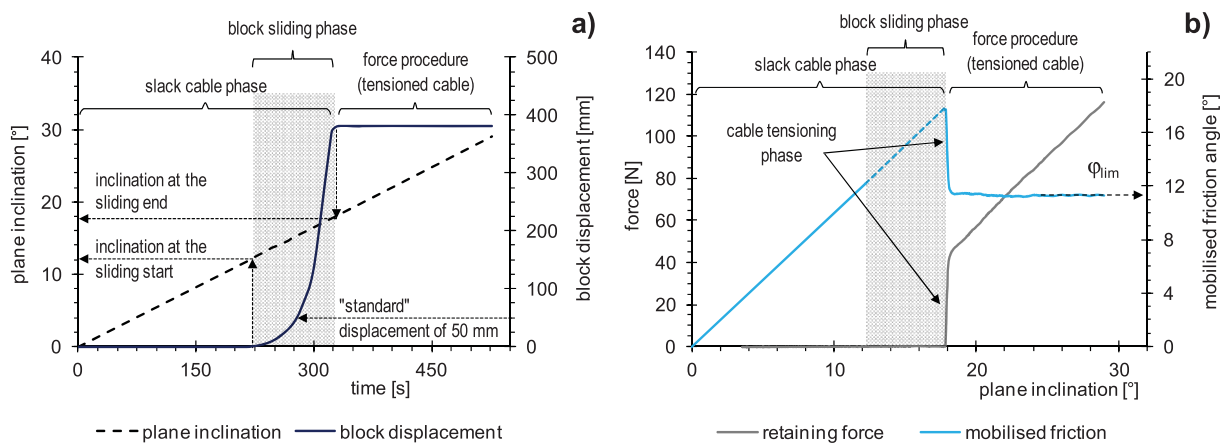 a)
block sliding phase
slack cable phase
force procedure
(tensioned cable)
40
30
20
10
0
plane inclination [°]
inclination at the
sliding end
inclination at the
sliding start
"standard"
displacement of 50 mm
500
400
300
200
100
0
block displacement [mm]
0
150
300
450
time [s]
plane inclination
block displacement
b)
block sliding phase
slack cable phase
force procedure
(tensioned cable)
140
120
100
80
60
40
20
0
force [N]
cable tensioning
phase
φlim
20
16
12
8
4
0
mobilised friction angle [°]
0
10
20
30
plane inclination [°]
retaining force
mobilised friction